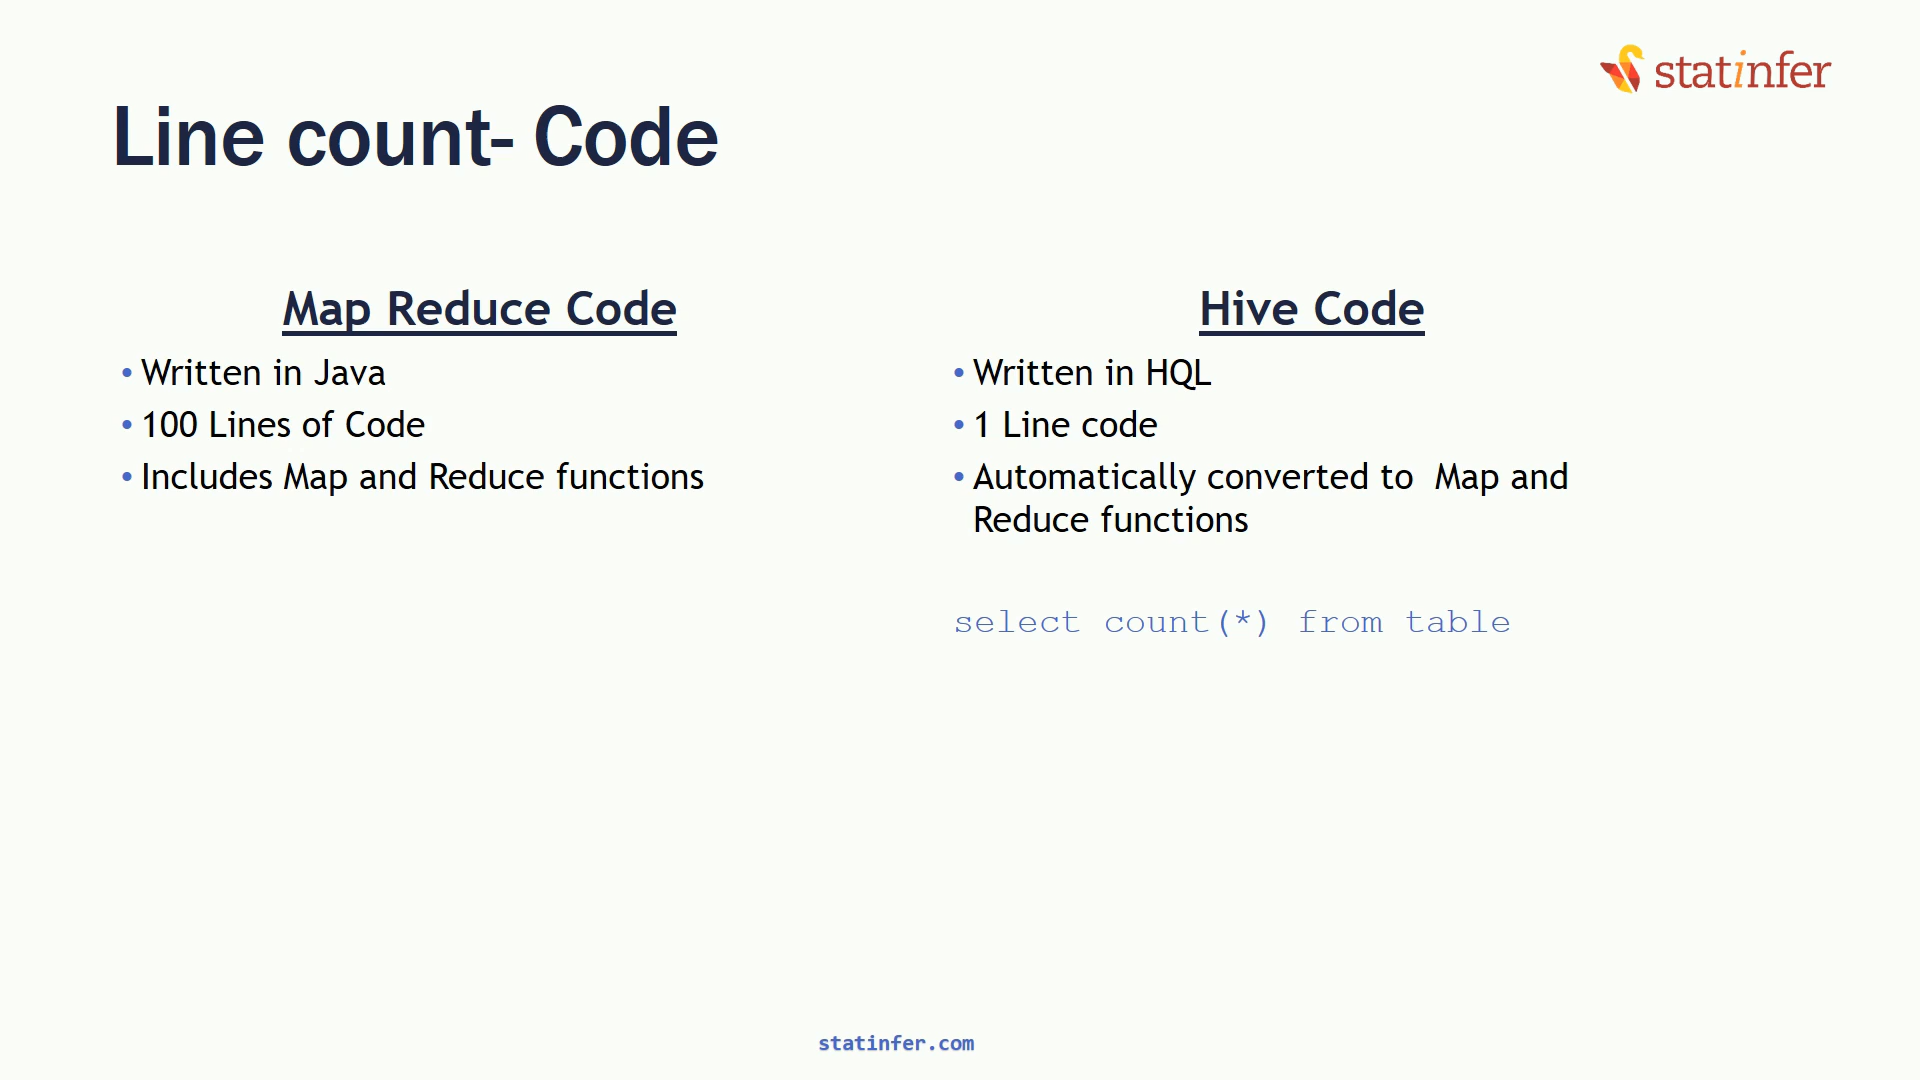 statinfer
Line count- Code
Map Reduce Code
• Written in Java
• 100 Lines of Code
• Includes Map and Reduce functions
Hive Code
• Written in HQL
• 1 Line code
• Automatically converted to  Map and
Reduce functions
select count(*) from table
statinfer.com